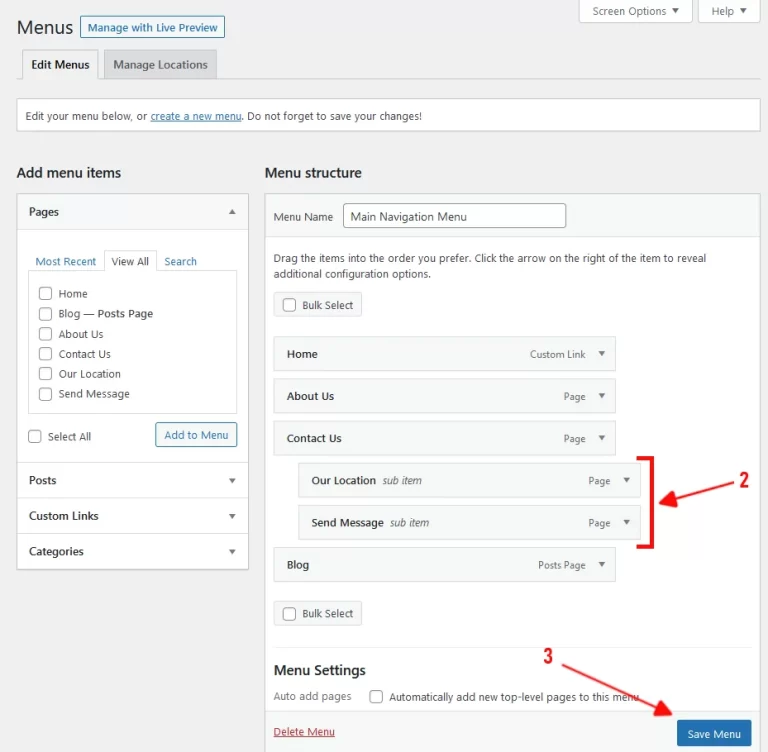 Screen Options ▼ Help ▼
Menus Manage with Live Preview
Edit Menus Manage Locations
Edit your menu below, or create a new menu. Do not forget to save your changes!
Add menu items
Pages ▲
Most Recent View All Search
Home
Blog — Posts Page
About Us
Contact Us
Our Location
Send Message
Select All Add to Menu
Posts ▼
Custom Links ▼
Categories ▼
Menu structure
Menu Name Main Navigation Menu
Drag the items into the order you prefer. Click the arrow on the right of the item to reveal
additional configuration options.
Bulk Select
Home Custom Link ▼
About Us Page ▼
Contact Us Page ▼
Our Location sub item Page ▼
2
Send Message sub item Page ▼
Blog Posts Page ▼
Bulk Select
3
Menu Settings
Auto add pages Automatically add new top-level pages to this menu
Delete Menu Save Menu